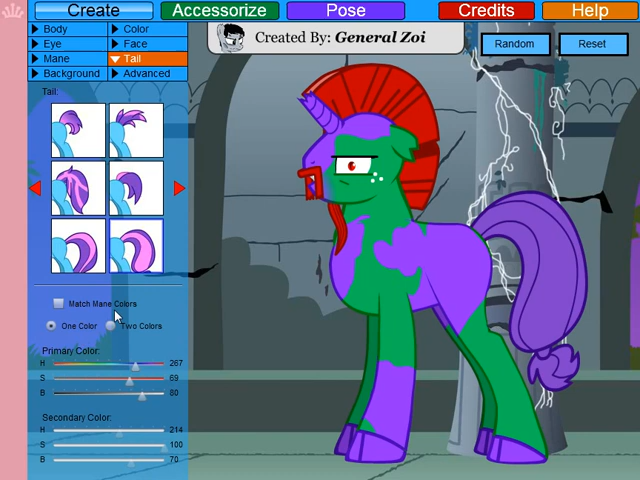 Create Accessorize Pose Credits Help
Body Color
Eye Face
Mane Tail
Background Advanced
Created By: General Zoi
Random Reset
Tail:
Match Mane Colors
One Color Two Colors
Primary Color:
H 267
S 69
B 80
Secondary Color:
H 214
S 100
B 70